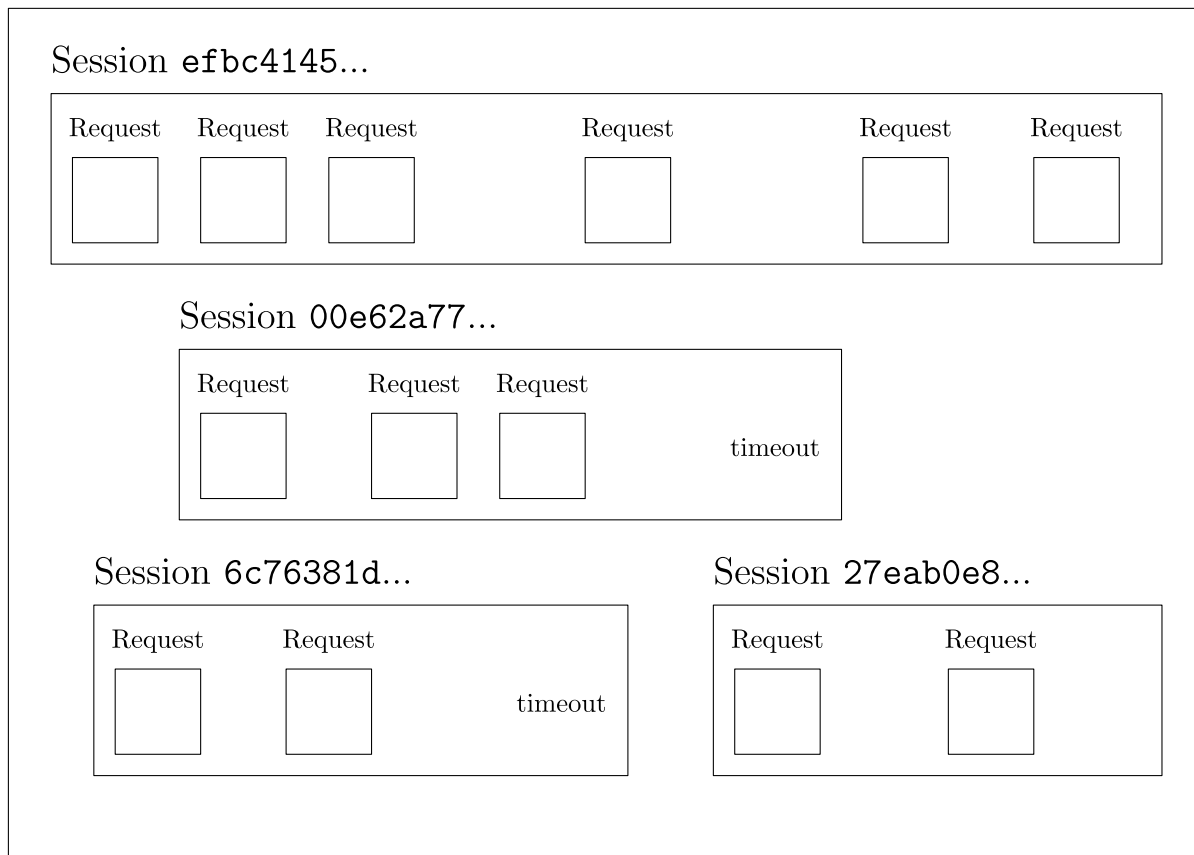 Session efbc4145...
Request Request Request Request Request Request
Session 00e62a77...
Request Request Request
timeout
Session 6c76381d...
Request Request
timeout
Session 27eab0e8...
Request Request